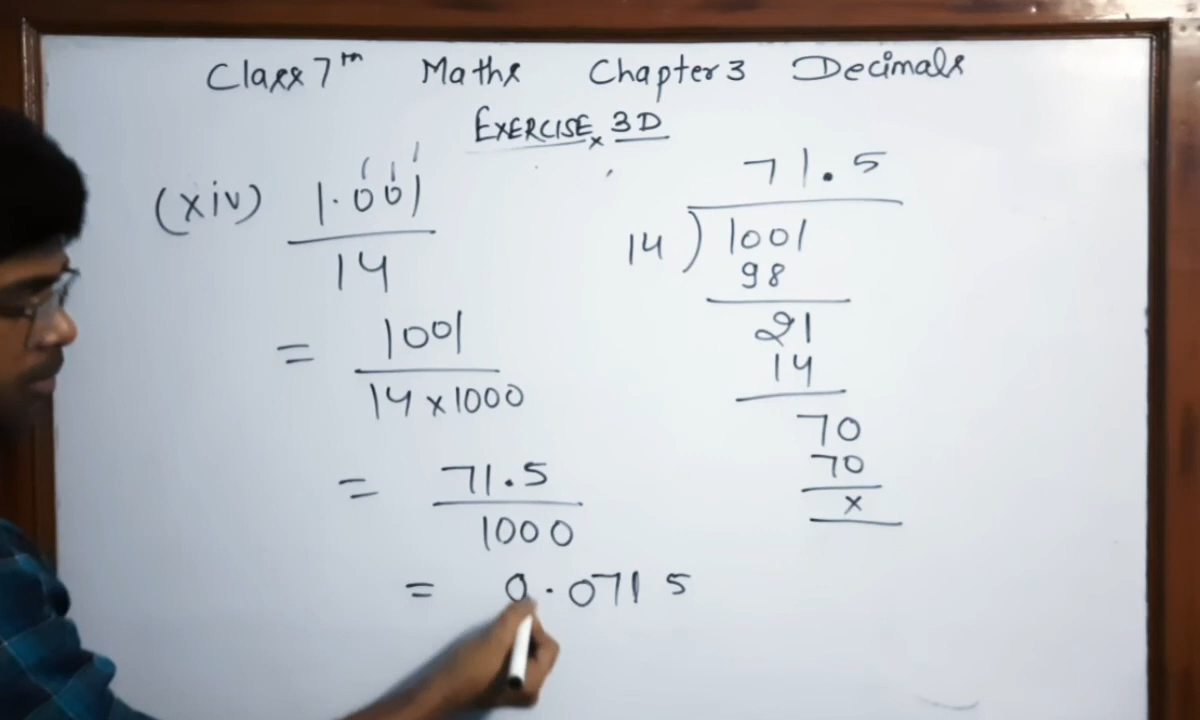 Class 7th Maths Chapter 3 Decimals
EXERCISE 3D
(xiv) 1.001
14
= 1001
14 x 1000
= 71.5
1000
= 0.0715
71.5
14 ) 1001
98
21
14
70
70
x